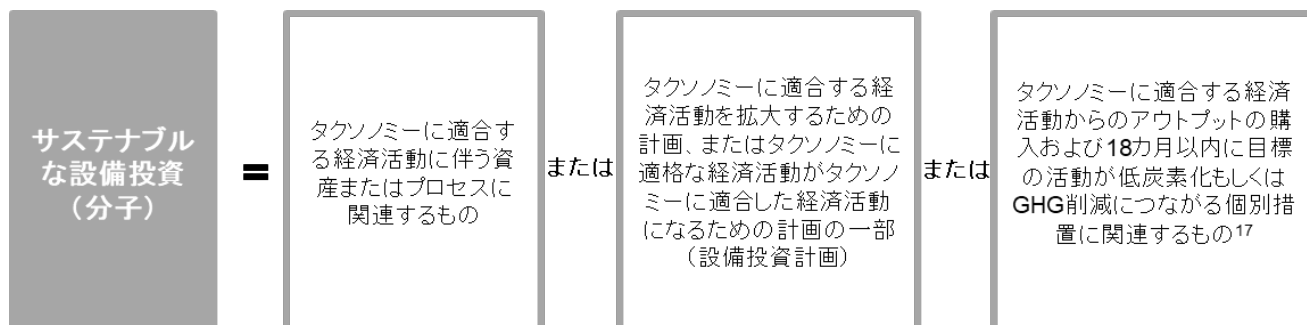 サステナブル
な設備投資
（分子）
=
タクソノミーに適合す
る経済活動に伴う資
産またはプロセスに
関連するもの
または
タクソノミーに適合する経
済活動を拡大するための
計画、またはタクソノミーに
適格な経済活動がタクソノ
ミーに適合した経済活動
になるための計画の一部
（設備投資計画）
または
タクソノミーに適合する経済
活動からのアウトプットの購
入および18カ月以内に目標
の活動が低炭素化もしくは
GHG削減につながる個別措
置に関連するもの17